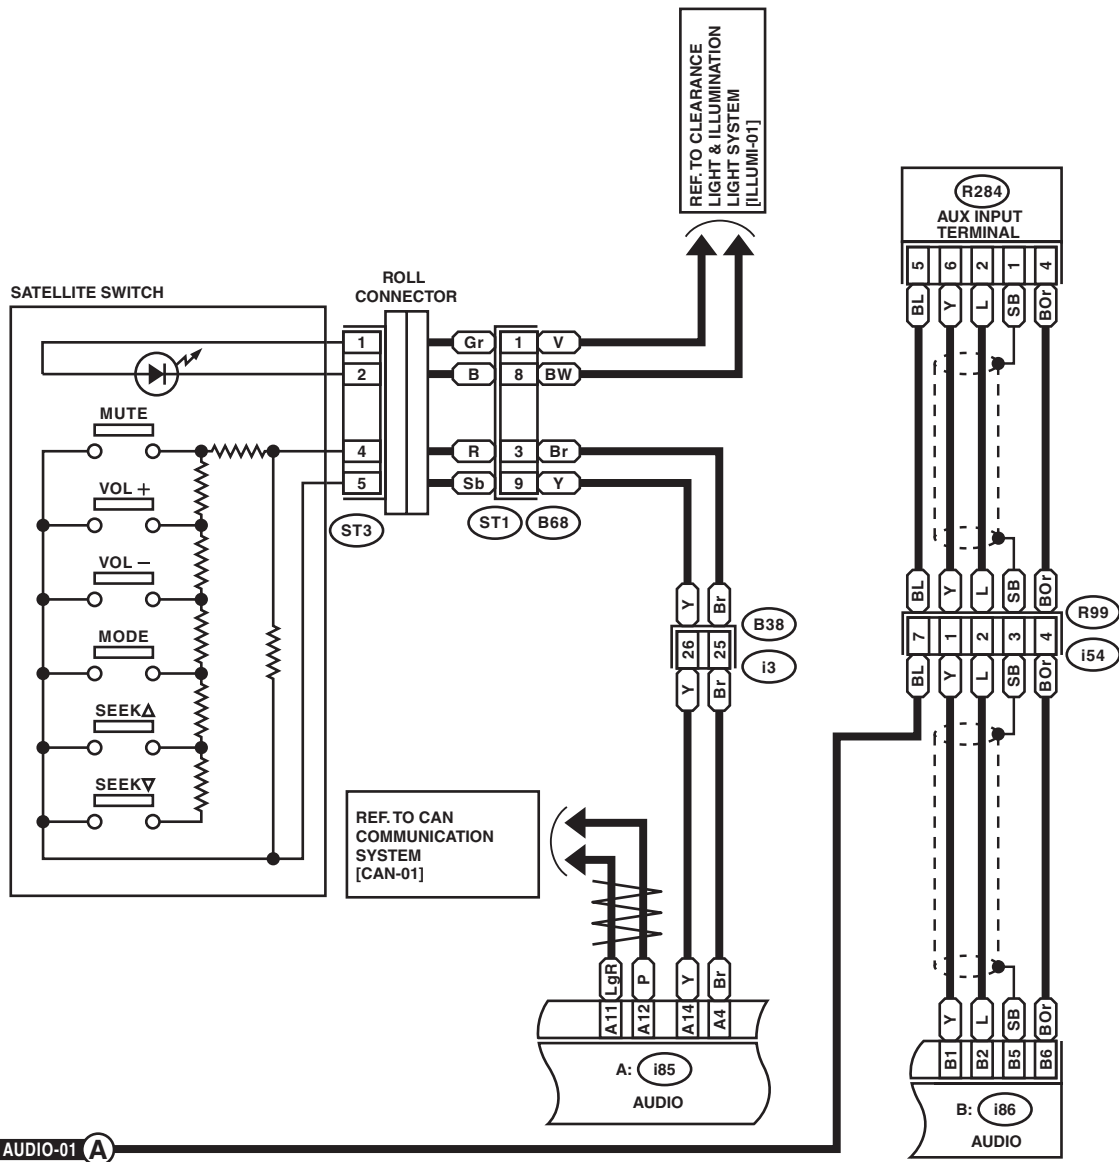 REF. TO CLEARANCE
LIGHT & ILLUMINATION
LIGHT SYSTEM
[ILLUMI-01]
R284
AUX INPUT
TERMINAL
5 6 2 1 4
BL Y L SB BOr
SATELLITE SWITCH
ROLL
CONNECTOR
1 Gr 1 V
2 B 8 BW
MUTE
4 R 3 Br
5 Sb 9 Y
VOL +
ST3
ST1 B68
VOL −
MODE
SEEK△
SEEK▽
Y Br
B38
26 25
i3
Y Br
BL Y L SB BOr
R99
7 1 2 3 4
i54
BL Y L SB BOr
REF. TO CAN
COMMUNICATION
SYSTEM
[CAN-01]
LgR P Y Br
A11 A12 A14 A4
A: i85
AUDIO
Y L SB BOr
B1 B2 B5 B6
B: i86
AUDIO
AUDIO-01 A